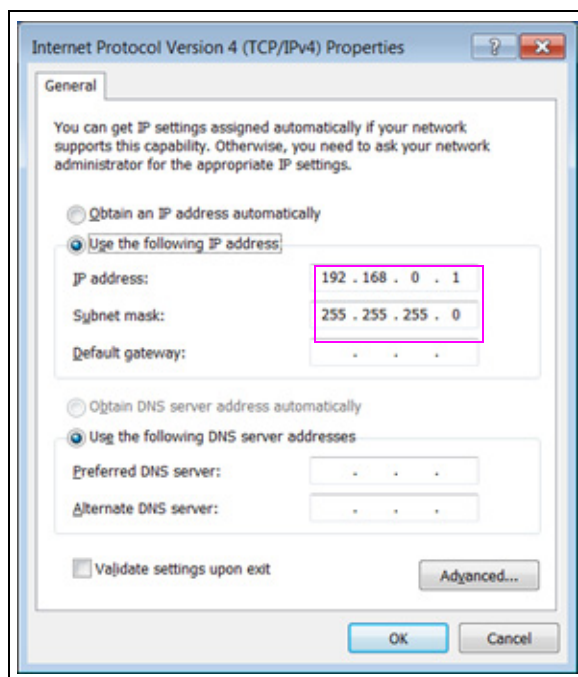 Internet Protocol Version 4 (TCP/IPv4) Properties
General
You can get IP settings assigned automatically if your network
supports this capability. Otherwise, you need to ask your network
administrator for the appropriate IP settings.
Obtain an IP address automatically
Use the following IP address:
IP address: 192 . 168 . 0 . 1
Subnet mask: 255 . 255 . 255 . 0
Default gateway: . . .
Obtain DNS server address automatically
Use the following DNS server addresses
Preferred DNS server: . . .
Alternate DNS server: . . .
Validate settings upon exit
Advanced...
OK Cancel